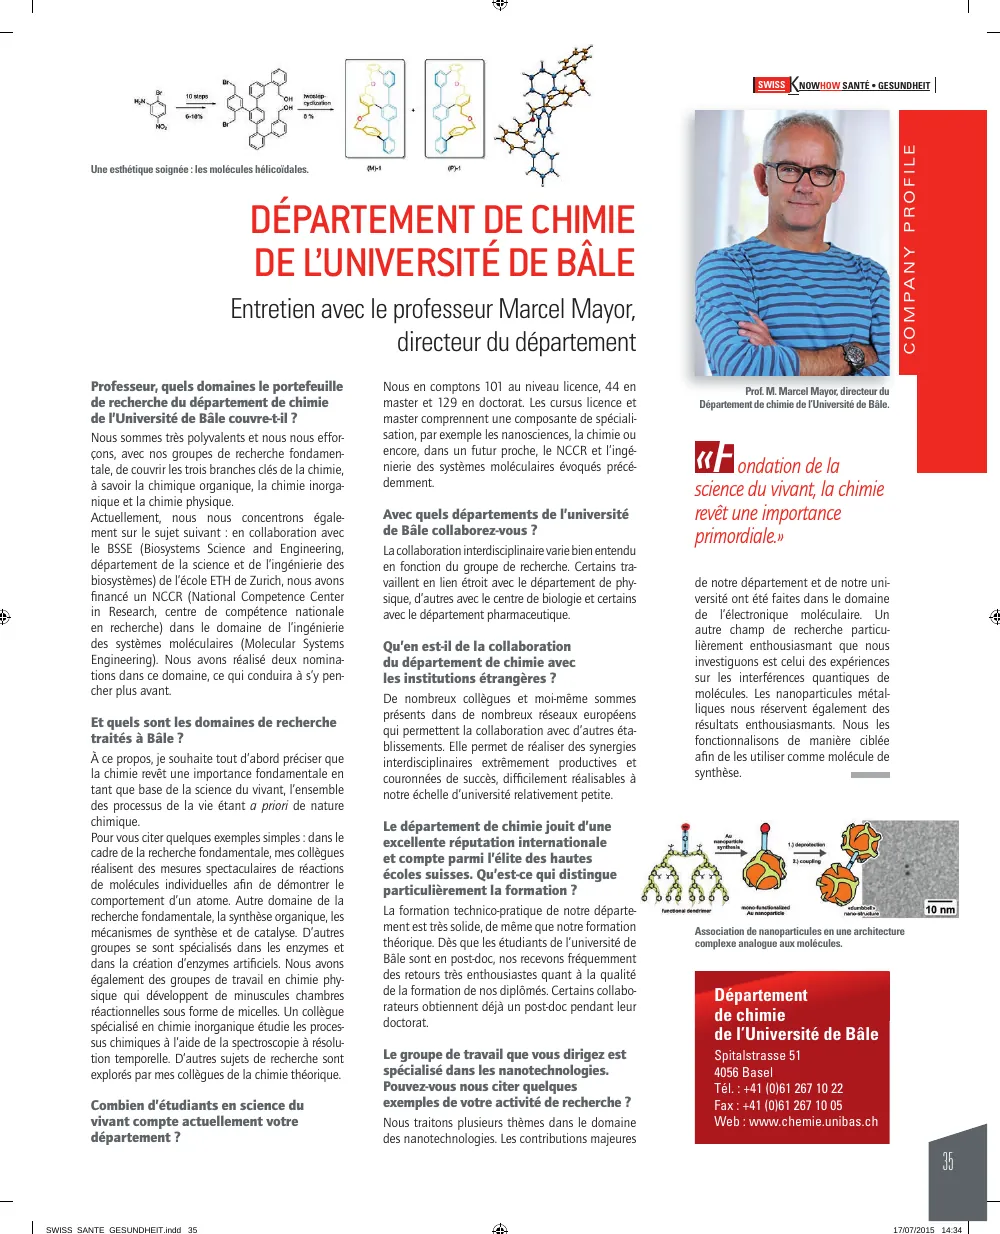 Br
H₂N
NO₂
10 steps
6-16%
Br
OH
OH
Br
twostep-
cyclization
8 %
+
(M)-1
(P)-1
Une esthétique soignée : les molécules hélicoïdales.
SWISS KNOWHOW SANTÉ • GESUNDHEIT
COMPANY PROFILE
DÉPARTEMENT DE CHIMIE
DE L’UNIVERSITÉ DE BÂLE
Entretien avec le professeur Marcel Mayor,
directeur du département
Professeur, quels domaines le portefeuille
de recherche du département de chimie
de l’Université de Bâle couvre-t-il ?
Nous sommes très polyvalents et nous nous effor-
çons, avec nos groupes de recherche fondamen-
tale, de couvrir les trois branches clés de la chimie,
à savoir la chimique organique, la chimie inorga-
nique et la chimie physique.
Actuellement, nous nous concentrons égale-
ment sur le sujet suivant : en collaboration avec
le BSSE (Biosystems Science and Engineering,
département de la science et de l’ingénierie des
biosystèmes) de l’école ETH de Zurich, nous avons
financé un NCCR (National Competence Center
in Research, centre de compétence nationale
en recherche) dans le domaine de l’ingénierie
des systèmes moléculaires (Molecular Systems
Engineering). Nous avons réalisé deux nomina-
tions dans ce domaine, ce qui conduira à s’y pen-
cher plus avant.
Et quels sont les domaines de recherche
traités à Bâle ?
À ce propos, je souhaite tout d’abord préciser que
la chimie revêt une importance fondamentale en
tant que base de la science du vivant, l’ensemble
des processus de la vie étant a priori de nature
chimique.
Pour vous citer quelques exemples simples : dans le
cadre de la recherche fondamentale, mes collègues
réalisent des mesures spectaculaires de réactions
de molécules individuelles afin de démontrer le
comportement d’un atome. Autre domaine de la
recherche fondamentale, la synthèse organique, les
mécanismes de synthèse et de catalyse. D’autres
groupes se sont spécialisés dans les enzymes et
dans la création d’enzymes artificiels. Nous avons
également des groupes de travail en chimie phy-
sique qui développent de minuscules chambres
réactionnelles sous forme de micelles. Un collègue
spécialisé en chimie inorganique étudie les proces-
sus chimiques à l’aide de la spectroscopie à résolu-
tion temporelle. D’autres sujets de recherche sont
explorés par mes collègues de la chimie théorique.
Combien d’étudiants en science du
vivant compte actuellement votre
département ?
Nous en comptons 101 au niveau licence, 44 en
master et 129 en doctorat. Les cursus licence et
master comprennent une composante de spéciali-
sation, par exemple les nanosciences, la chimie ou
encore, dans un futur proche, le NCCR et l’ingé-
nierie des systèmes moléculaires évoqués précé-
demment.
Avec quels départements de l’université
de Bâle collaborez-vous ?
La collaboration interdisciplinaire varie bien entendu
en fonction du groupe de recherche. Certains tra-
vaillent en lien étroit avec le département de phy-
sique, d’autres avec le centre de biologie et certains
avec le département pharmaceutique.
Qu’en est-il de la collaboration
du département de chimie avec
les institutions étrangères ?
De nombreux collègues et moi-même sommes
présents dans de nombreux réseaux européens
qui permettent la collaboration avec d’autres éta-
blissements. Elle permet de réaliser des synergies
interdisciplinaires extrêmement productives et
couronnées de succès, difficilement réalisables à
notre échelle d’université relativement petite.
Le département de chimie jouit d’une
excellente réputation internationale
et compte parmi l’élite des hautes
écoles suisses. Qu’est-ce qui distingue
particulièrement la formation ?
La formation technico-pratique de notre départe-
ment est très solide, de même que notre formation
théorique. Dès que les étudiants de l’université de
Bâle sont en post-doc, nos recevons fréquemment
des retours très enthousiastes quant à la qualité
de la formation de nos diplômés. Certains collabo-
rateurs obtiennent déjà un post-doc pendant leur
doctorat.
Le groupe de travail que vous dirigez est
spécialisé dans les nanotechnologies.
Pouvez-vous nous citer quelques
exemples de votre activité de recherche ?
Nous traitons plusieurs thèmes dans le domaine
des nanotechnologies. Les contributions majeures
Prof. M. Marcel Mayor, directeur du
Département de chimie de l’Université de Bâle.
«Fondation de la
science du vivant, la chimie
revêt une importance
primordiale.»
de notre département et de notre uni-
versité ont été faites dans le domaine
de l’électronique moléculaire. Un
autre champ de recherche particu-
lièrement enthousiasmant que nous
investiguons est celui des expériences
sur les interférences quantiques de
molécules. Les nanoparticules métal-
liques nous réservent également des
résultats enthousiasmants. Nous les
fonctionnalisons de manière ciblée
afin de les utiliser comme molécule de
synthèse.
Au
nanoparticle
synthesis
1.) deprotection
2.) coupling
functional dendrimer
mono-functionalized
Au nanoparticle
«dumbbell»
nano-structure
10 nm
Association de nanoparticules en une architecture
complexe analogue aux molécules.
Département
de chimie
de l’Université de Bâle
Spitalstrasse 51
4056 Basel
Tél. : +41 (0)61 267 10 22
Fax : +41 (0)61 267 10 05
Web : www.chemie.unibas.ch
35
SWISS_SANTE_GESUNDHEIT.indd 35
17/07/2015 14:34